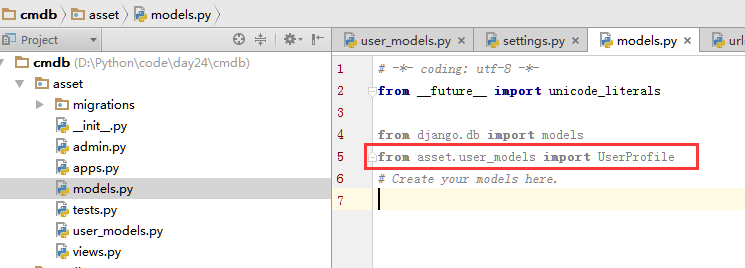 cmdb asset models.py
Project
user_models.py × settings.py × models.py × urls
cmdb (D:\Python\code\day24\cmdb)
asset
migrations
__init__.py
admin.py
apps.py
models.py
tests.py
user_models.py
views.py
1 # -*- coding: utf-8 -*-
2 from __future__ import unicode_literals
3
4 from django.db import models
5 from asset.user_models import UserProfile
6 # Create your models here.
7